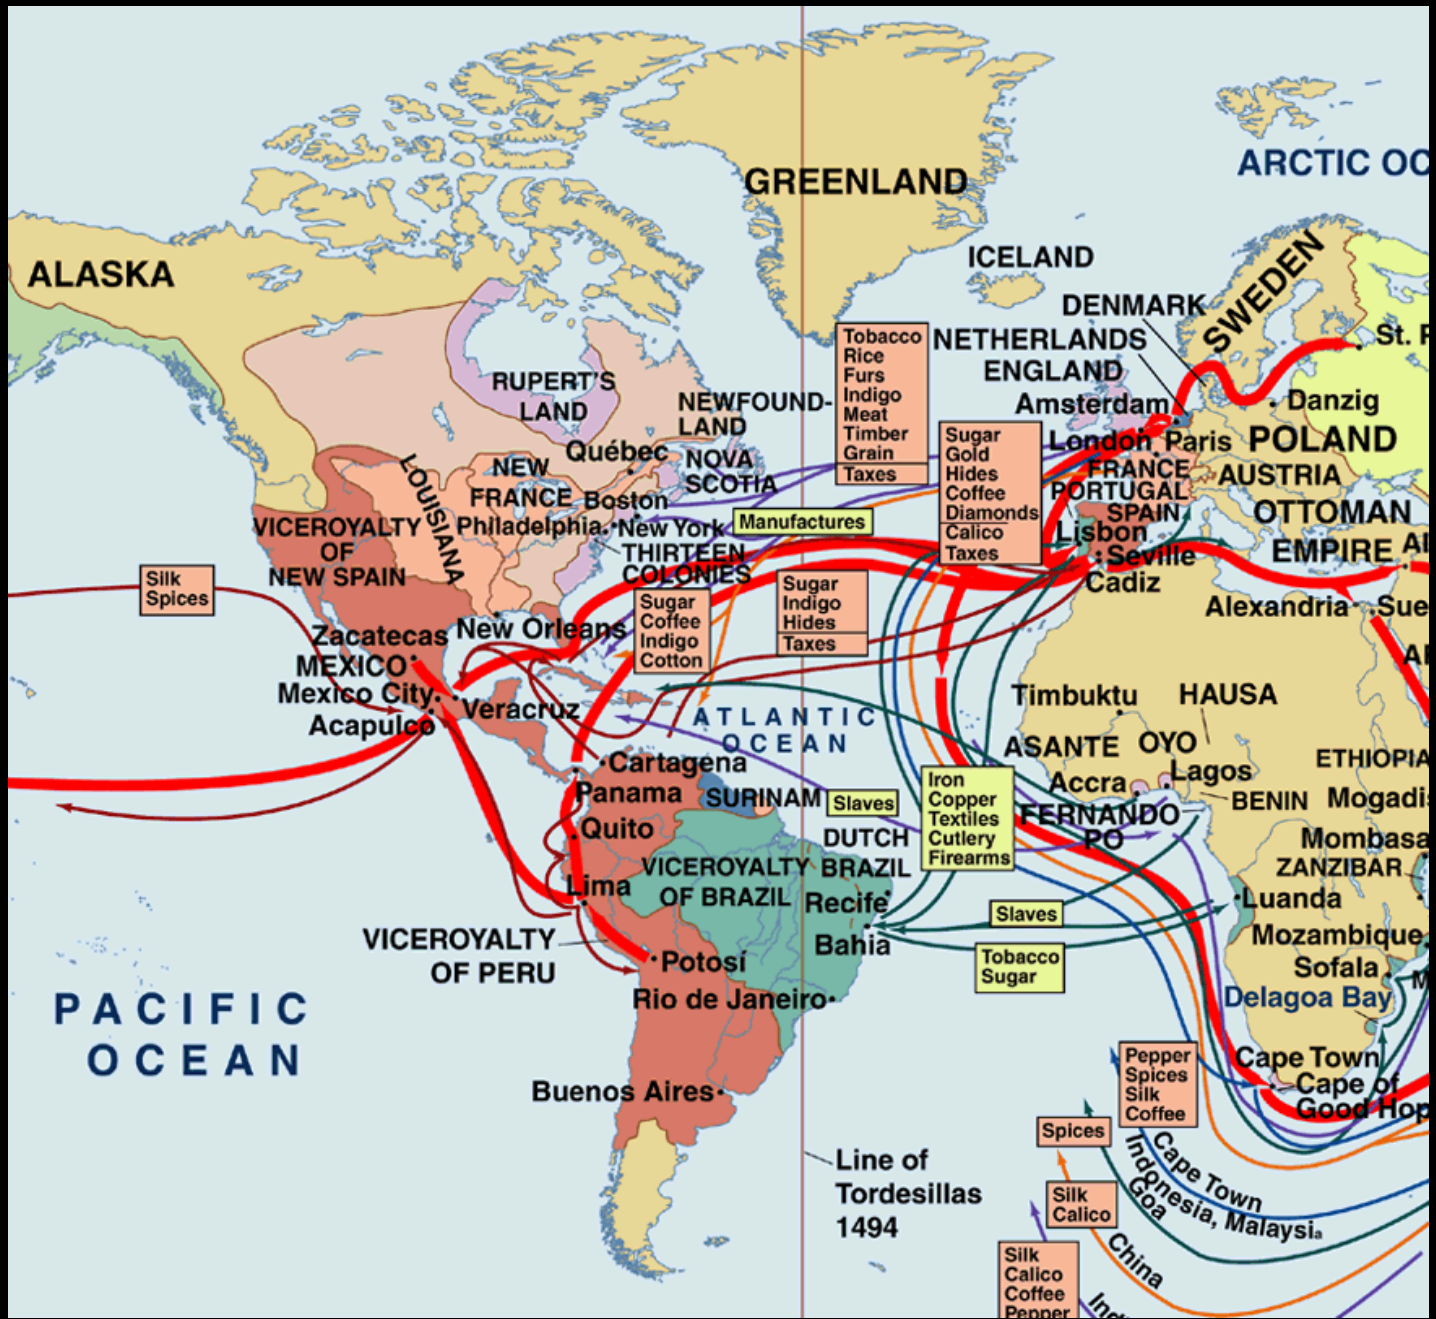 GREENLAND
ARCTIC OC
ALASKA
ICELAND
SWEDEN
DENMARK
NETHERLANDS
ENGLAND
St. P
Tobacco
Rice
Furs
Indigo
Meat
Timber
Grain
Taxes
RUPERT'S
LAND
NEWFOUND-
LAND
Amsterdam
Danzig
Sugar
Gold
Hides
Coffee
Diamonds
Calico
Taxes
London
Paris
POLAND
Québec
NOVA
SCOTIA
LOUISIANA
NEW
FRANCE
FRANCE
AUSTRIA
PORTUGAL
SPAIN
OTTOMAN
EMPIRE
Boston
Philadelphia
New York
THIRTEEN
COLONIES
Manufactures
VICEROYALTY
OF
NEW SPAIN
Lisbon
Seville
Cadiz
Al
Silk
Spices
Sugar
Indigo
Hides
Taxes
Sugar
Coffee
Indigo
Cotton
Alexandria
Sue
Zacatecas
New Orleans
MEXICO
Mexico City
Acapulco
Veracruz
AF
ATLANTIC
OCEAN
Timbuktu
HAUSA
ASANTE
OYO
ETHIOPIA
Accra
Lagos
Cartagena
Panama
SURINAM
Slaves
Iron
Copper
Textiles
Cutlery
Firearms
BENIN
Mogadis
FERNANDO
PO
Mombasa
Quito
DUTCH
BRAZIL
VICEROYALTY
OF BRAZIL
ZANZIBAR
Lima
Recife
Slaves
Luanda
Bahia
VICEROYALTY
OF PERU
Mozambique
Potosí
Tobacco
Sugar
Sofala
M
Rio de Janeiro
Delagoa Bay
PACIFIC
OCEAN
Buenos Aires
Cape Town
Cape of
Good Hop
Pepper
Spices
Silk
Coffee
Spices
Line of
Tordesillas
1494
Cape Town
Indonesia, Malaysia
Goa
Silk
Calico
China
Silk
Calico
Coffee
Pepper
Ind